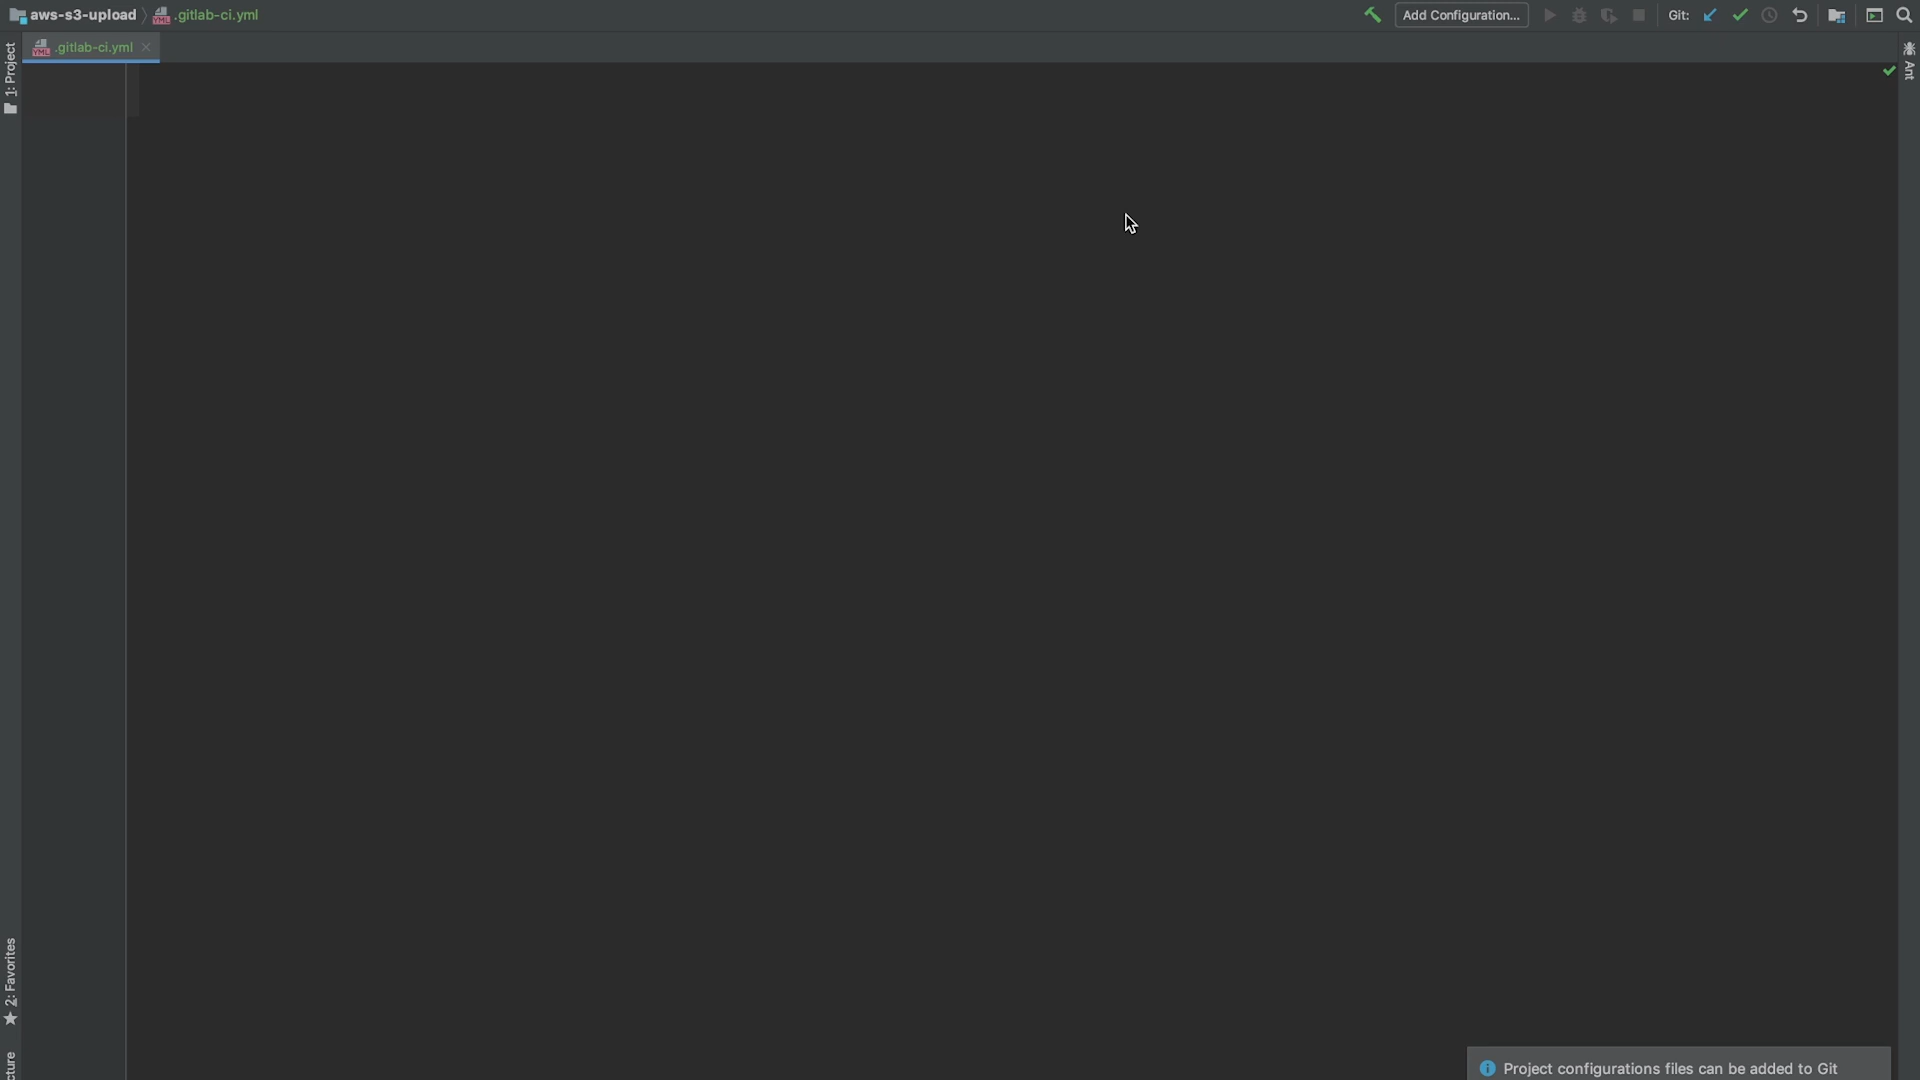 aws-s3-upload
.gitlab-ci.yml
Add Configuration...
Git:
.gitlab-ci.yml
1: Project
Ant
2: Favorites
cture
Project configurations files can be added to Git